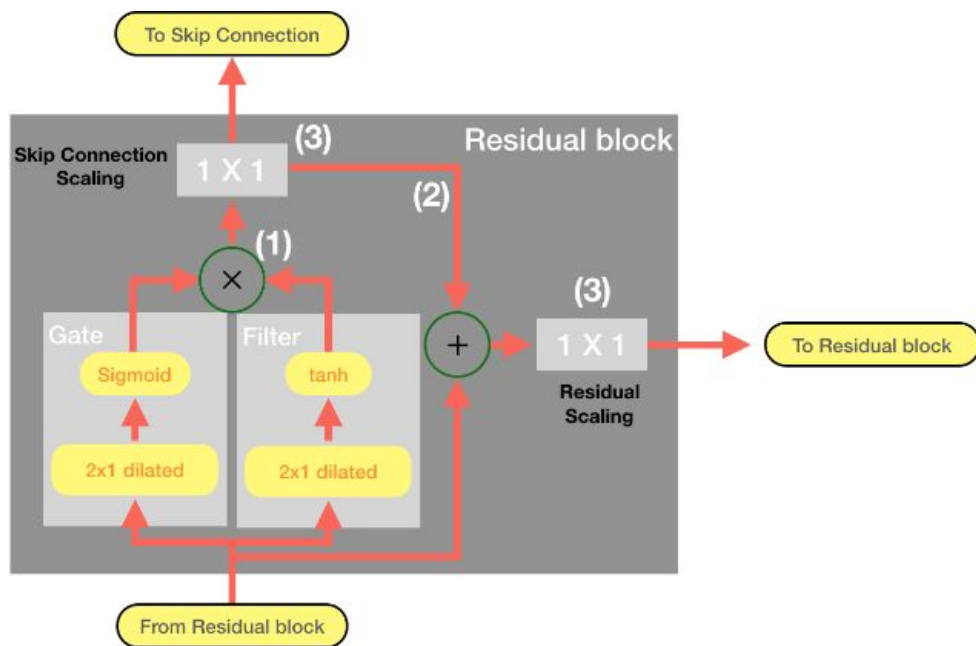 To Skip Connection
Residual block
(3)
Skip Connection
Scaling
1 X 1
(2)
(1)
×
(3)
Gate
Filter
+
1 X 1
To Residual block
Sigmoid
tanh
Residual
Scaling
2x1 dilated
2x1 dilated
From Residual block